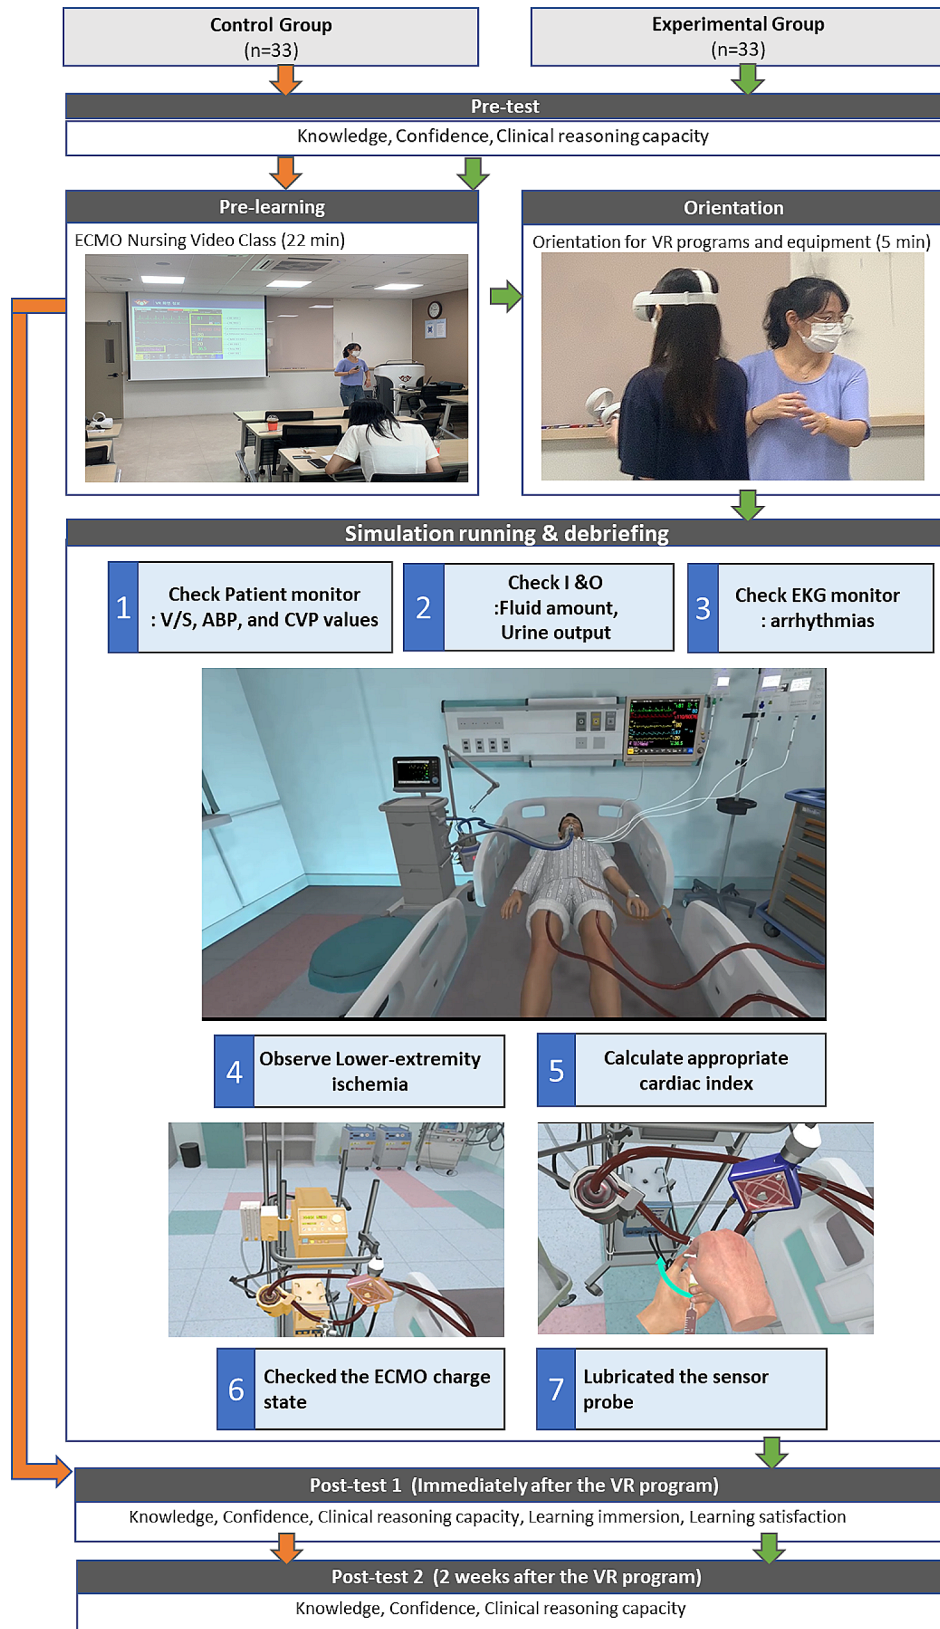 Control Group
(n=33)
Experimental Group
(n=33)
Pre-test
Knowledge, Confidence, Clinical reasoning capacity
Pre-learning
ECMO Nursing Video Class (22 min)
Orientation
Orientation for VR programs and equipment (5 min)
Simulation running & debriefing
1
Check Patient monitor
: V/S, ABP, and CVP values
2
Check I &O
:Fluid amount,
Urine output
3
Check EKG monitor
: arrhythmias
4
Observe Lower-extremity
ischemia
5
Calculate appropriate
cardiac index
6
Checked the ECMO charge
state
7
Lubricated the sensor
probe
Post-test 1  (Immediately after the VR program)
Knowledge, Confidence, Clinical reasoning capacity, Learning immersion, Learning satisfaction
Post-test 2  (2 weeks after the VR program)
Knowledge, Confidence, Clinical reasoning capacity